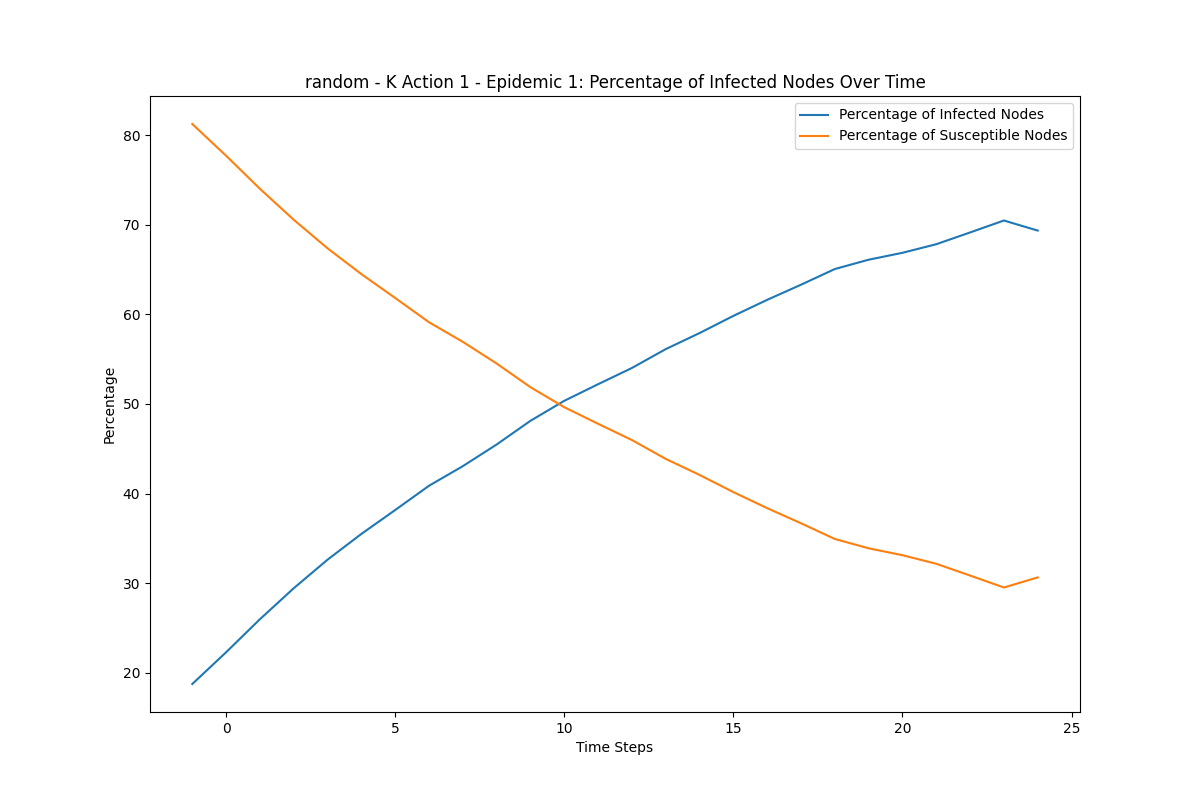 random - K Action 1 - Epidemic 1: Percentage of Infected Nodes Over Time
Percentage of Infected Nodes
Percentage of Susceptible Nodes
Percentage
80
70
60
50
40
30
20
0 5 10 15 20 25
Time Steps